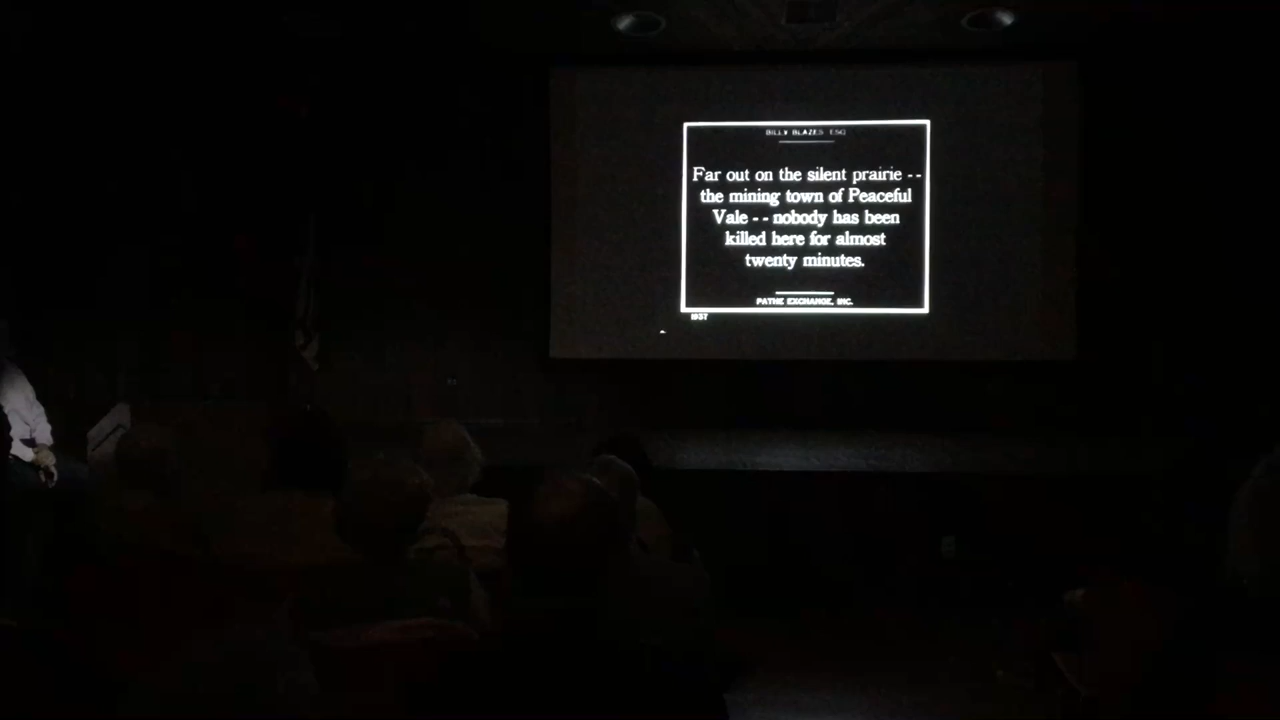 BILLY BLAZES ESQ
Far out on the silent prairie - -
the mining town of Peaceful
Vale - - nobody has been
killed here for almost
twenty minutes.
PATHE EXCHANGE, INC.
1937